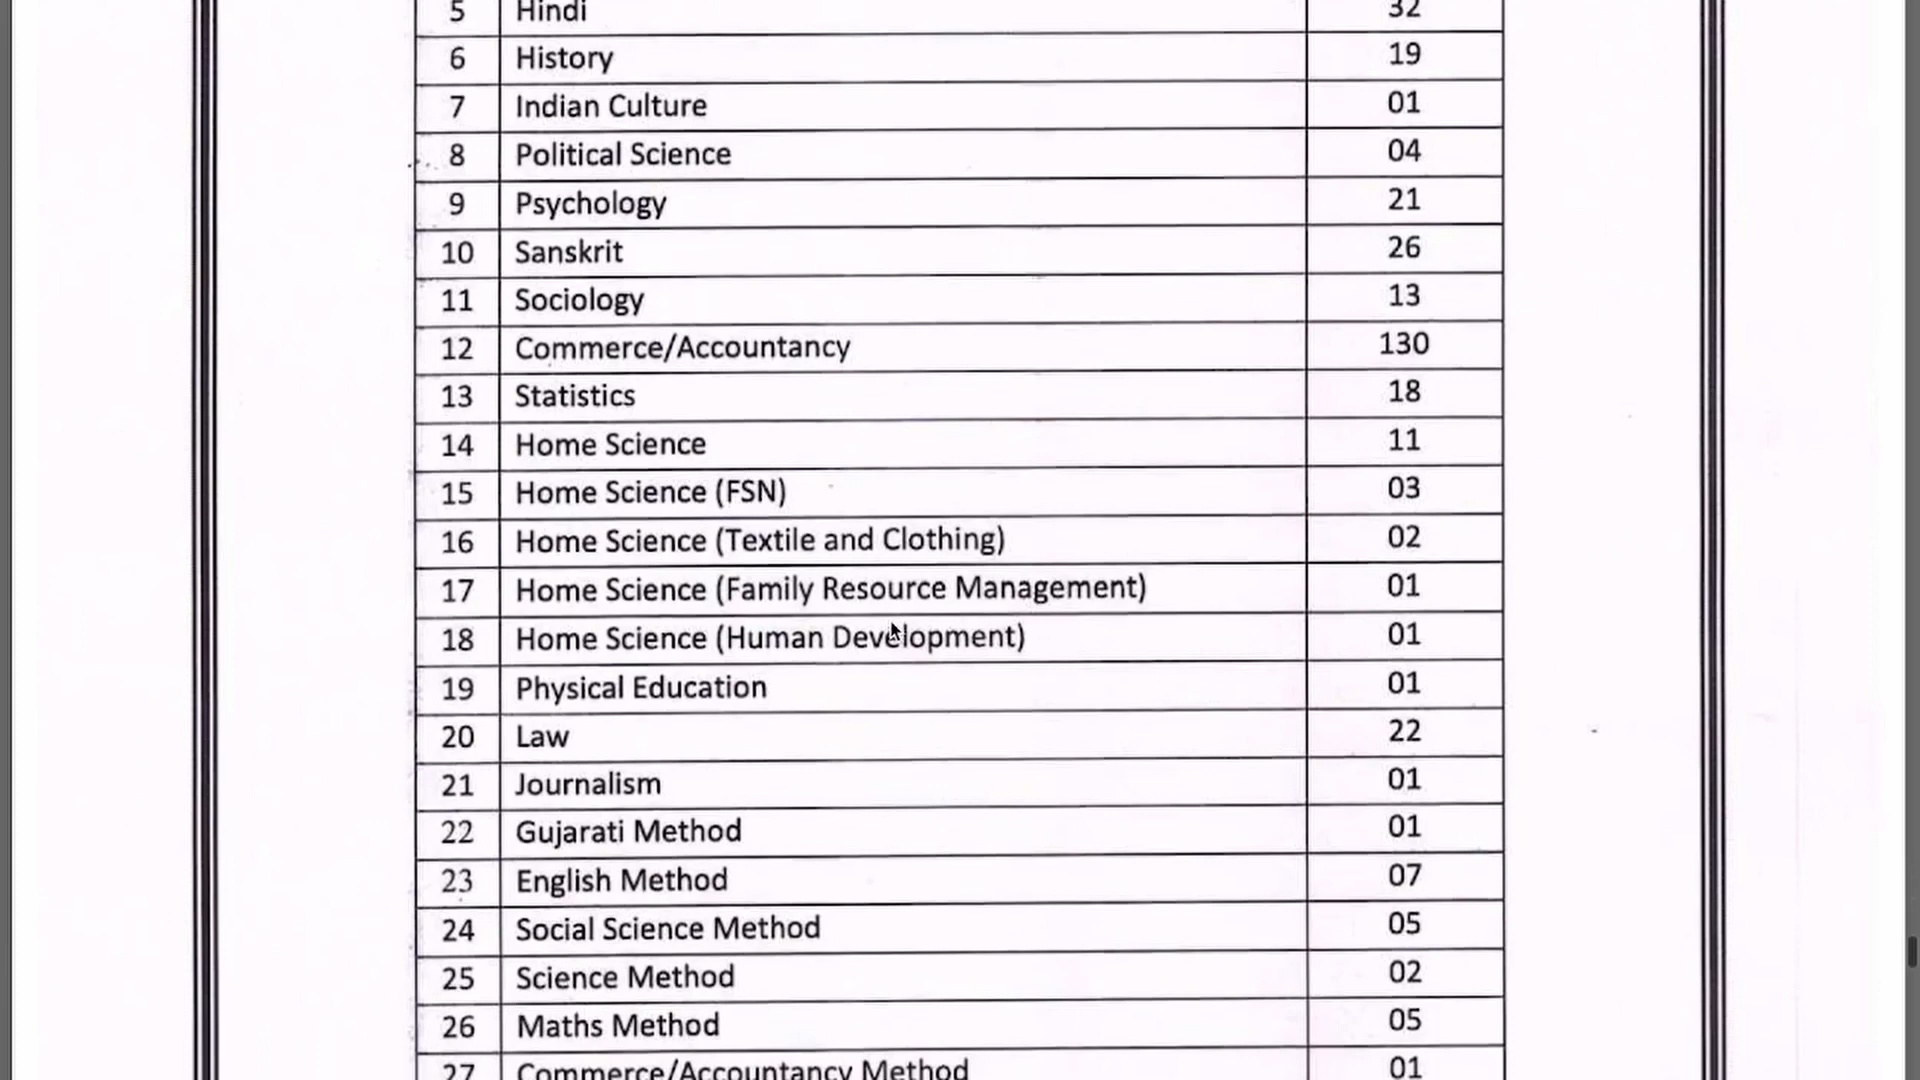 5 Hindi 32
6 History 19
7 Indian Culture 01
8 Political Science 04
9 Psychology 21
10 Sanskrit 26
11 Sociology 13
12 Commerce/Accountancy 130
13 Statistics 18
14 Home Science 11
15 Home Science (FSN) 03
16 Home Science (Textile and Clothing) 02
17 Home Science (Family Resource Management) 01
18 Home Science (Human Development) 01
19 Physical Education 01
20 Law 22
21 Journalism 01
22 Gujarati Method 01
23 English Method 07
24 Social Science Method 05
25 Science Method 02
26 Maths Method 05
27 Commerce/Accountancy Method 01